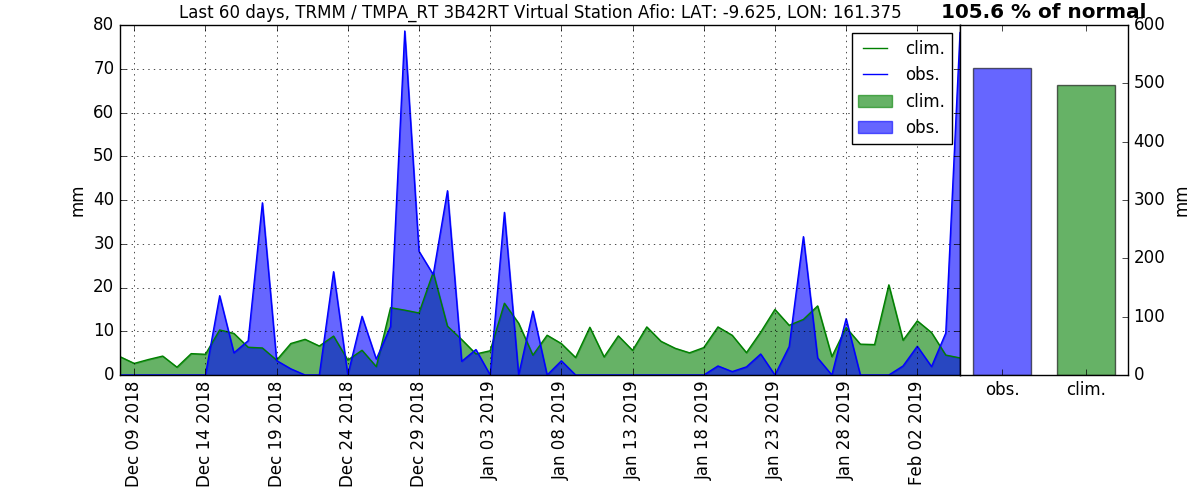 Last 60 days, TRMM / TMPA_RT 3B42RT Virtual Station Afio: LAT: -9.625, LON: 161.375
105.6 % of normal
80
70
60
50
40
30
20
10
0
mm
clim.
obs.
clim.
obs.
600
500
400
300
200
100
0
mm
obs.
clim.
Dec 09 2018
Dec 14 2018
Dec 19 2018
Dec 24 2018
Dec 29 2018
Jan 03 2019
Jan 08 2019
Jan 13 2019
Jan 18 2019
Jan 23 2019
Jan 28 2019
Feb 02 2019